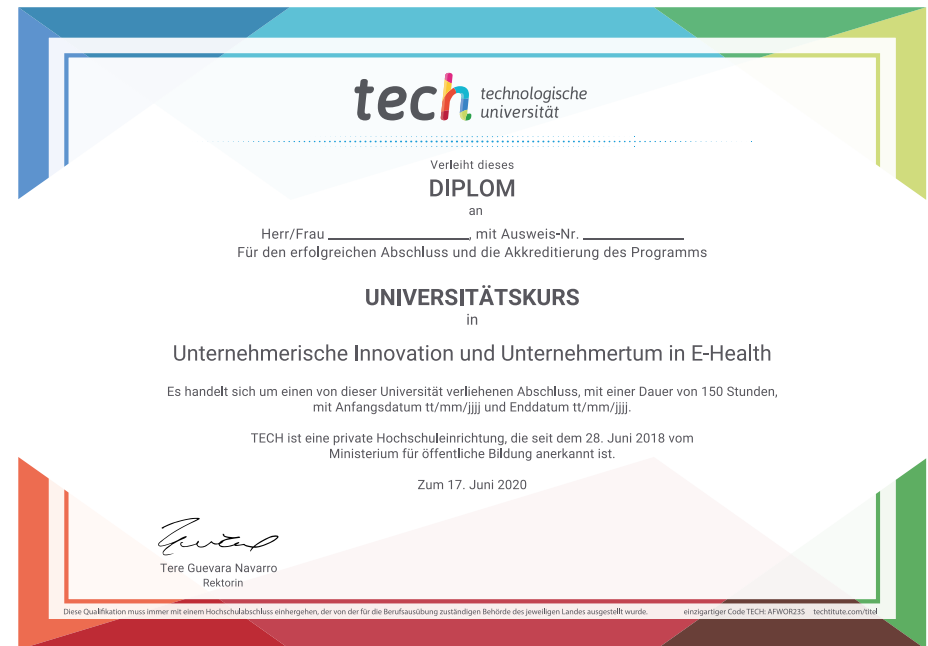 tech technologische
universität
Verleiht dieses
DIPLOM
an
Herr/Frau ____________________, mit Ausweis-Nr. ______________
Für den erfolgreichen Abschluss und die Akkreditierung des Programms
UNIVERSITÄTSKURS
in
Unternehmerische Innovation und Unternehmertum in E-Health
Es handelt sich um einen von dieser Universität verliehenen Abschluss, mit einer Dauer von 150 Stunden,
mit Anfangsdatum tt/mm/jjjj und Enddatum tt/mm/jjjj.
TECH ist eine private Hochschuleinrichtung, die seit dem 28. Juni 2018 vom
Ministerium für öffentliche Bildung anerkannt ist.
Zum 17. Juni 2020
Tere Guevara Navarro
Rektorin
Diese Qualifikation muss immer mit einem Hochschulabschluss einhergehen, der von der für die Berufsausübung zuständigen Behörde des jeweiligen Landes ausgestellt wurde. einzigartiger Code TECH: AFWOR23S techtitute.com/titel